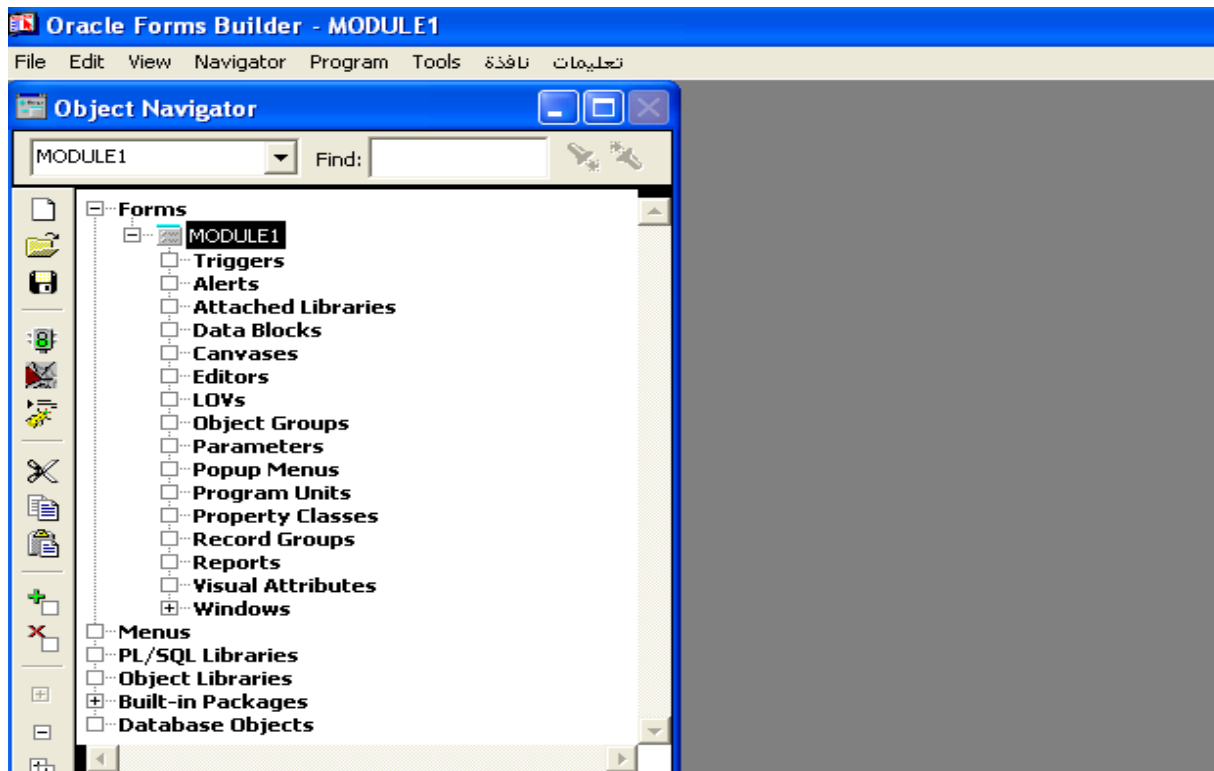 Oracle Forms Builder - MODULE1
File Edit View Navigator Program Tools نافذة تعليمات
Object Navigator
MODULE1 Find:
Forms
MODULE1
Triggers
Alerts
Attached Libraries
Data Blocks
Canvases
Editors
LOVs
Object Groups
Parameters
Popup Menus
Program Units
Property Classes
Record Groups
Reports
Visual Attributes
Windows
Menus
PL/SQL Libraries
Object Libraries
Built-in Packages
Database Objects